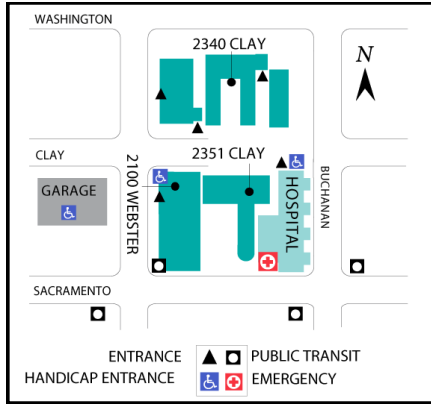 WASHINGTON
2340 CLAY
N
CLAY
2351 CLAY
GARAGE
2100 WEBSTER
HOSPITAL
BUCHANAN
SACRAMENTO
ENTRANCE PUBLIC TRANSIT
HANDICAP ENTRANCE EMERGENCY